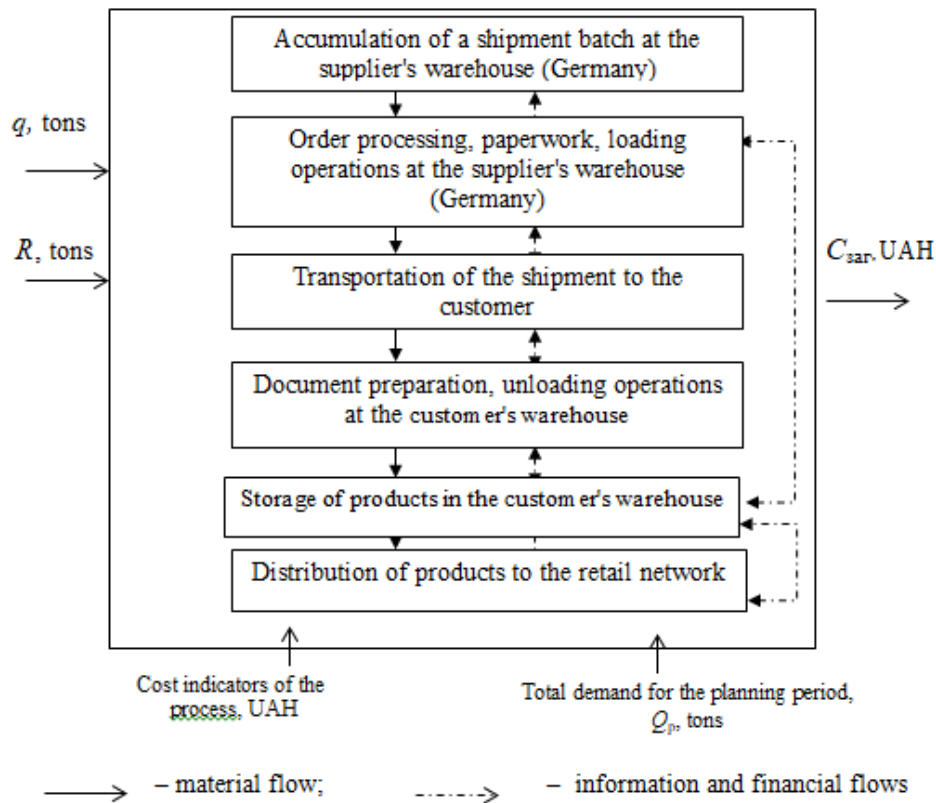 Accumulation of a shipment batch at the
supplier's warehouse (Germany)
q, tons
Order processing, paperwork, loading
operations at the supplier's warehouse
(Germany)
R, tons
Csar. UAH
Transportation of the shipment to the
customer
Document preparation, unloading operations
at the customer's warehouse
Storage of products in the customer's warehouse
Distribution of products to the retail network
Cost indicators of the
process, UAH
Total demand for the planning period,
Qp, tons
– material flow;
– information and financial flows